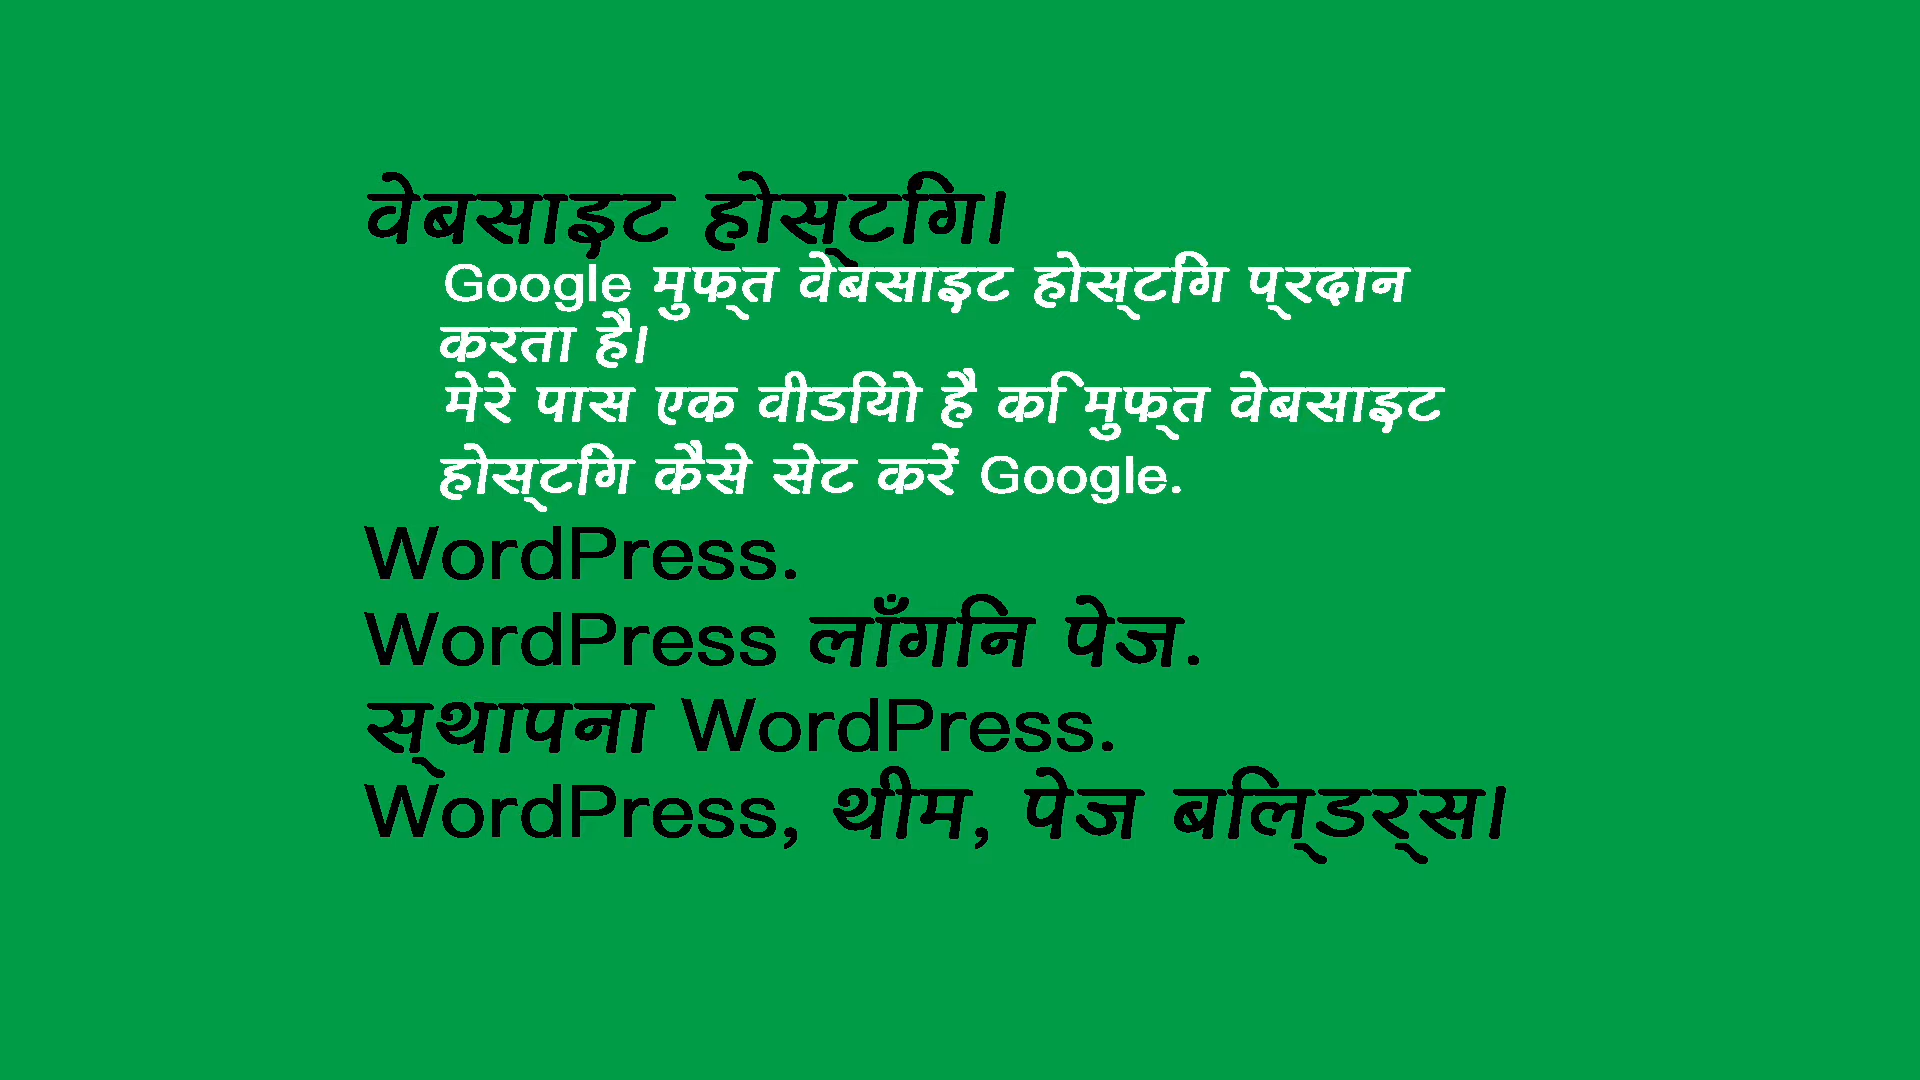 वेबसाइट होस्टिग।
Google मुफ्त वेबसाइट होस्टिग प्रदान
करता है।
मेरे पास एक वीडियो है कि मुफ्त वेबसाइट
होस्टिग कैसे सेट करें Google.
WordPress.
WordPress लॉगिन पेज.
स्थापना WordPress.
WordPress, थीम, पेज बिल्डर्स।